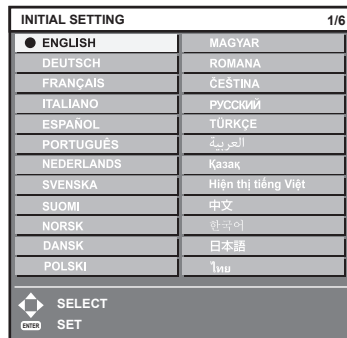 INITIAL SETTING 1/6
ENGLISH MAGYAR
DEUTSCH ROMANA
FRANÇAIS ČEŠTINA
ITALIANO РУССКИЙ
ESPAÑOL TÜRKÇE
PORTUGUÊS العربية
NEDERLANDS Қазақ
SVENSKA Hiện thị tiếng Việt
SUOMI 中文
NORSK 한국어
DANSK 日本語
POLSKI ไทย
SELECT
ENTER SET